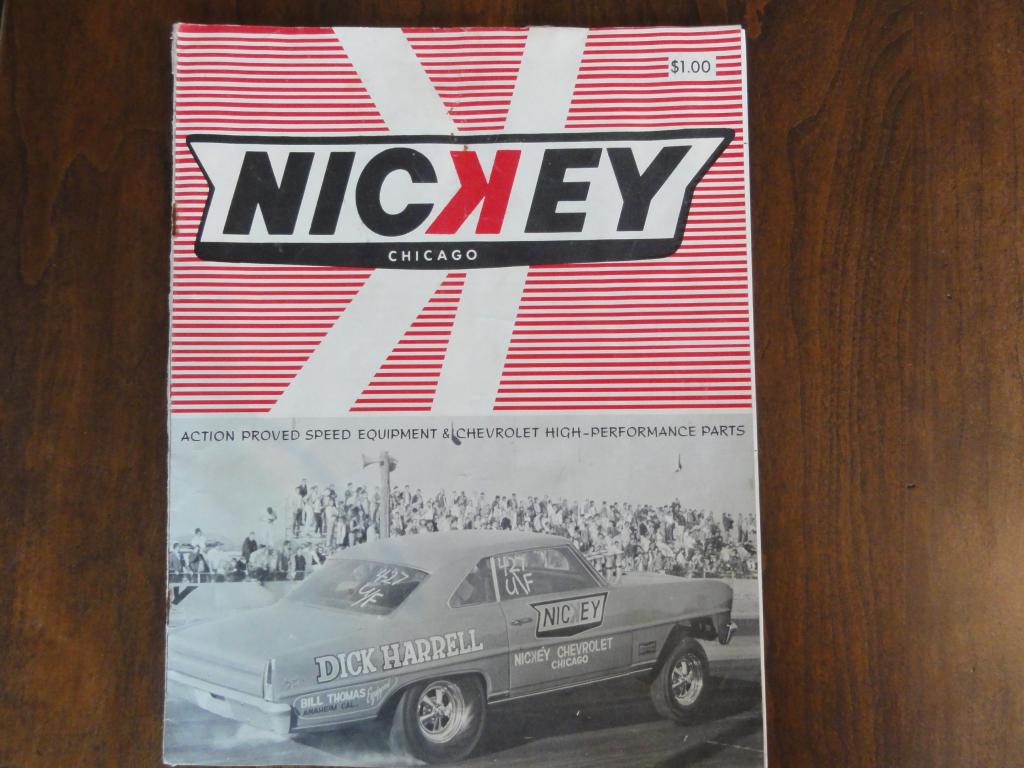 $1.00
NICKEY
CHICAGO
ACTION PROVED SPEED EQUIPMENT & CHEVROLET HIGH-PERFORMANCE PARTS
427
427
NICKEY
DICK HARRELL
NICKEY CHEVROLET
CHICAGO
BILL THOMAS
ANAHEIM CAL.